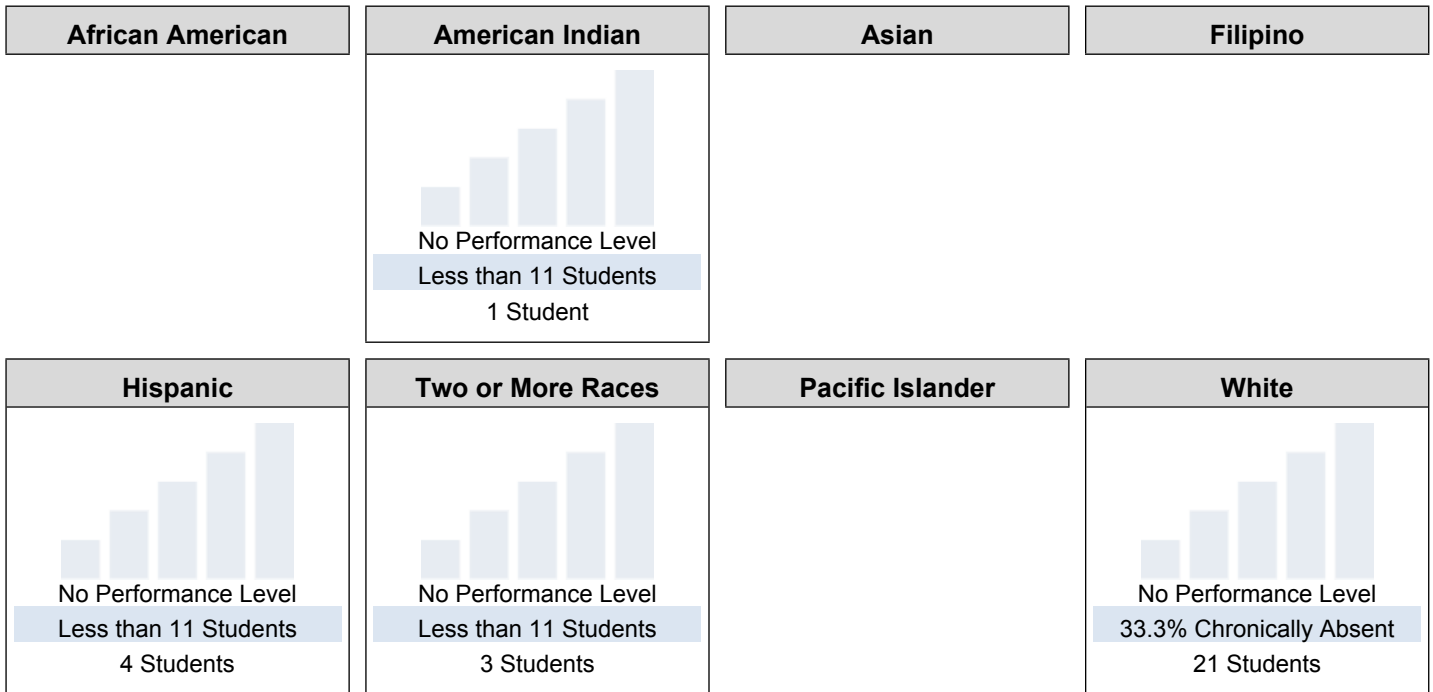 African American
American Indian
Asian
Filipino
No Performance Level
Less than 11 Students
1 Student
Hispanic
Two or More Races
Pacific Islander
White
No Performance Level
Less than 11 Students
4 Students
No Performance Level
Less than 11 Students
3 Students
No Performance Level
33.3% Chronically Absent
21 Students